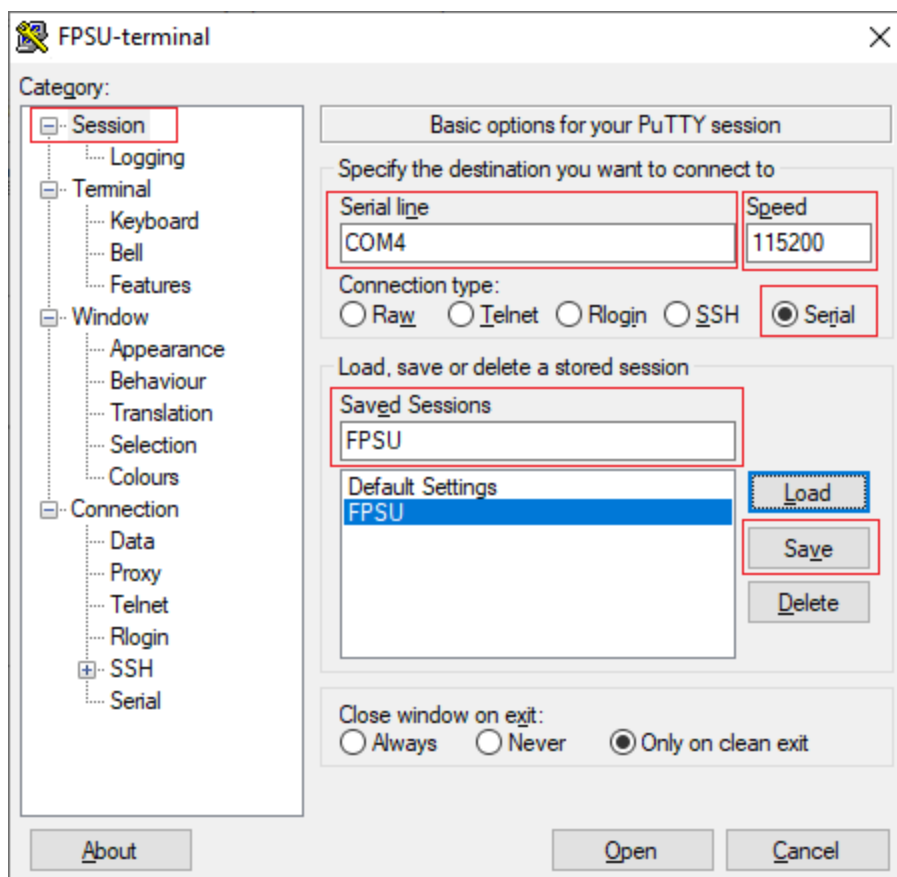 FPSU-terminal
Category:
Session
Logging
Terminal
Keyboard
Bell
Features
Window
Appearance
Behaviour
Translation
Selection
Colours
Connection
Data
Proxy
Telnet
Rlogin
SSH
Serial
Basic options for your PuTTY session
Specify the destination you want to connect to
Serial line Speed
COM4 115200
Connection type:
Raw Telnet Rlogin SSH Serial
Load, save or delete a stored session
Saved Sessions
FPSU
Default Settings
FPSU
Load
Save
Delete
Close window on exit:
Always Never Only on clean exit
About Open Cancel